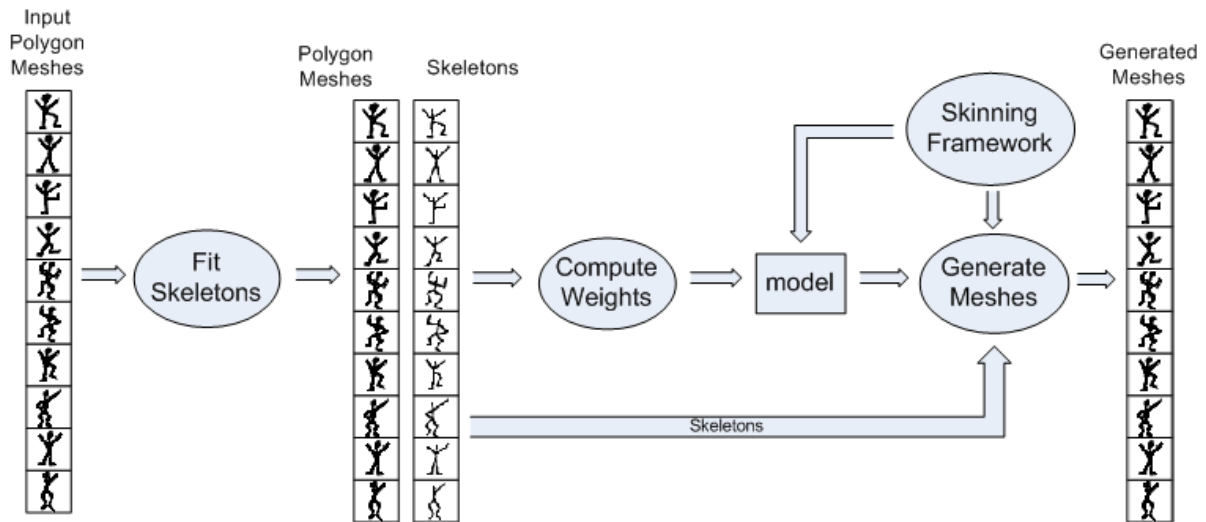 Input
Polygon
Meshes
Fit
Skeletons
Polygon
Meshes
Skeletons
Compute
Weights
model
Skinning
Framework
Generate
Meshes
Skeletons
Generated
Meshes